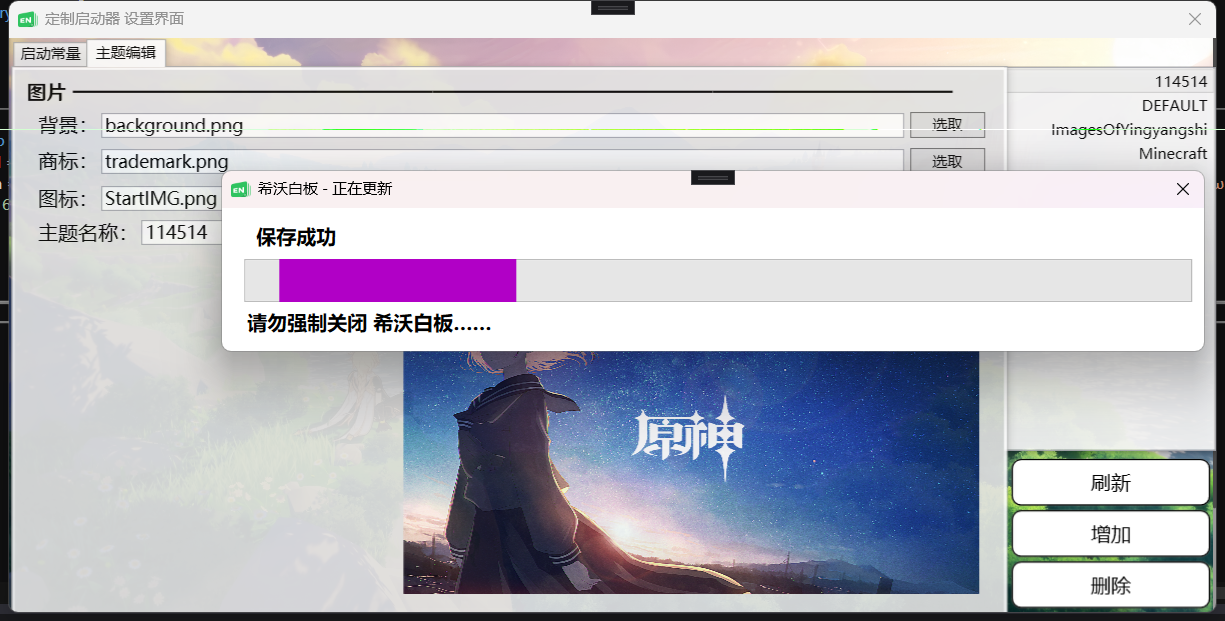 EN 定制启动器 设置界面
启动常量 主题编辑
图片
背景： background.png 选取
商标： trademark.png 选取
图标： StartIMG.png
主题名称： 114514
114514
DEFAULT
ImagesOfYingyangshi
Minecraft
EN 希沃白板 - 正在更新
保存成功
请勿强制关闭 希沃白板......
原神
刷新
增加
删除